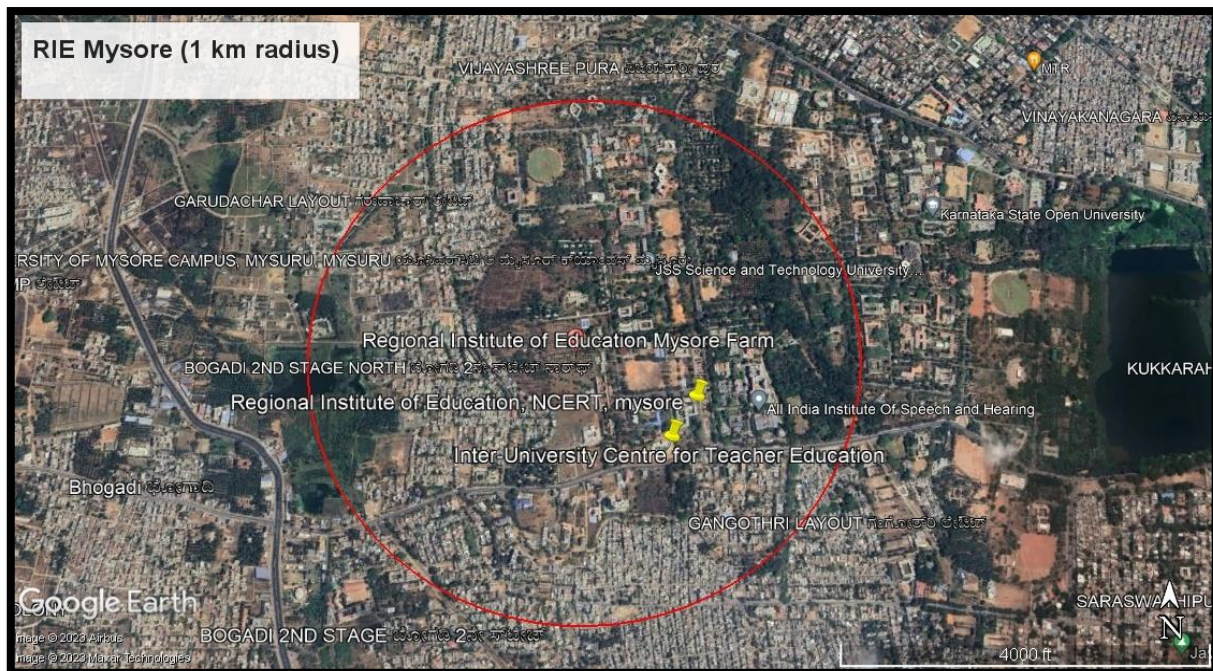 RIE Mysore (1 km radius)
VIJAYASHREE PURA
MTR
VINAYAKANAGARA
GARUDACHAR LAYOUT
Karnataka State Open University
ERSITY OF MYSORE CAMPUS, MYSURU, MYSURU
JSS Science and Technology University...
Regional Institute of Education Mysore Farm
BOGADI 2ND STAGE NORTH
KUKKARAH
Regional Institute of Education, NCERT, mysore
All India Institute Of Speech and Hearing
Inter-University Centre for Teacher Education
Bhogadi ಬೋಗಾದಿ
GANGOTHRI LAYOUT
Google Earth
SARASWATHIPU
BOGADI 2ND STAGE
N
Image © 2023 Airbus
Image © 2023 Maxar Technologies
4000 ft